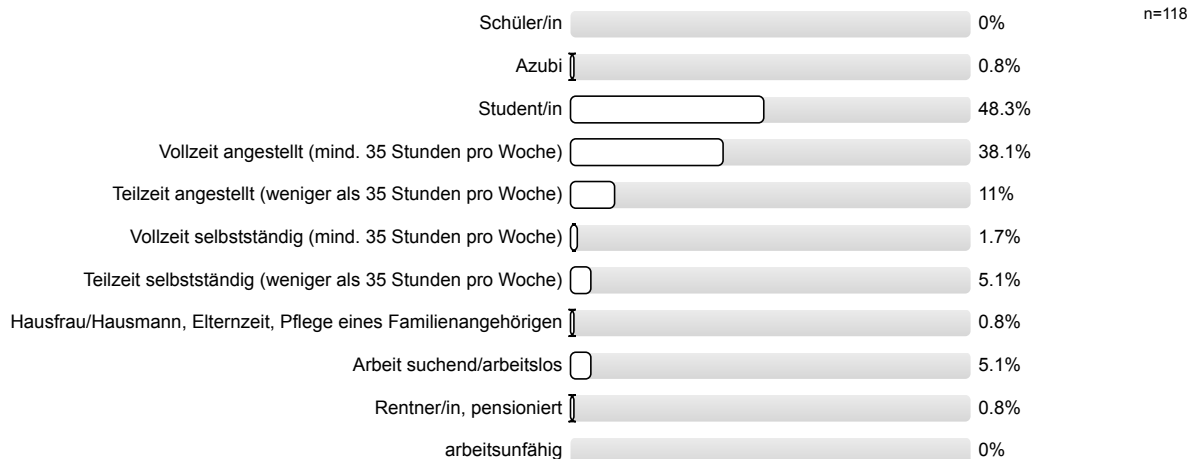 n=118
Schüler/in 0%
Azubi 0.8%
Student/in 48.3%
Vollzeit angestellt (mind. 35 Stunden pro Woche) 38.1%
Teilzeit angestellt (weniger als 35 Stunden pro Woche) 11%
Vollzeit selbstständig (mind. 35 Stunden pro Woche) 1.7%
Teilzeit selbstständig (weniger als 35 Stunden pro Woche) 5.1%
Hausfrau/Hausmann, Elternzeit, Pflege eines Familienangehörigen 0.8%
Arbeit suchend/arbeitslos 5.1%
Rentner/in, pensioniert 0.8%
arbeitsunfähig 0%